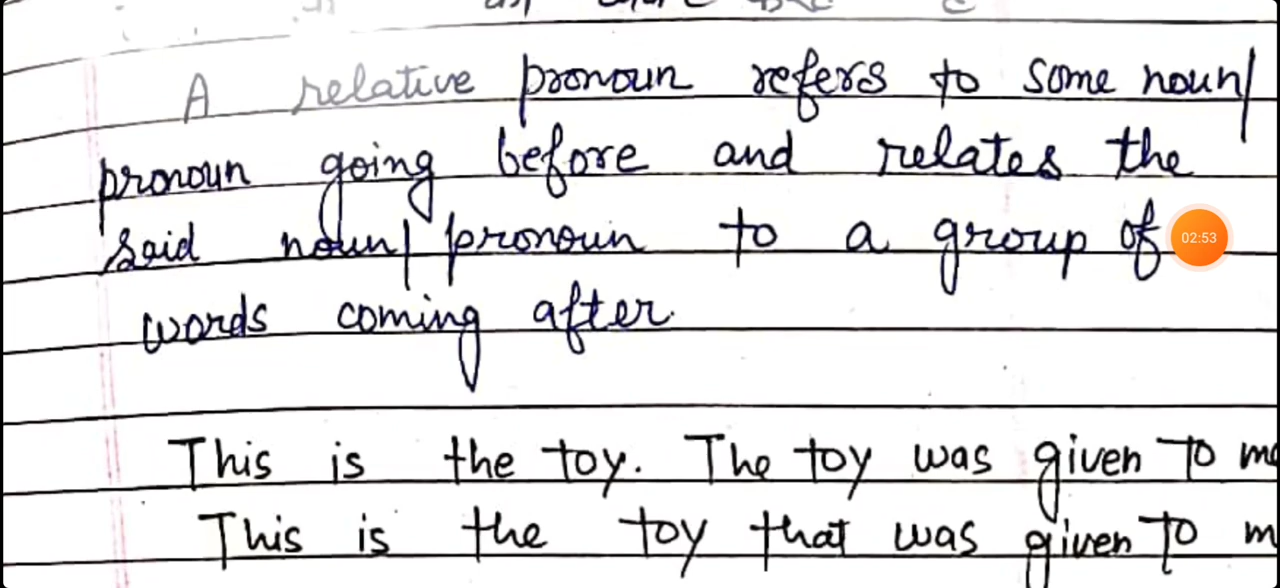 A relative pronoun refers to some noun/
pronoun going before and relates the
said noun/pronoun to a group of
02:53
words coming after.
This is the toy. The toy was given to me
This is the toy that was given to m